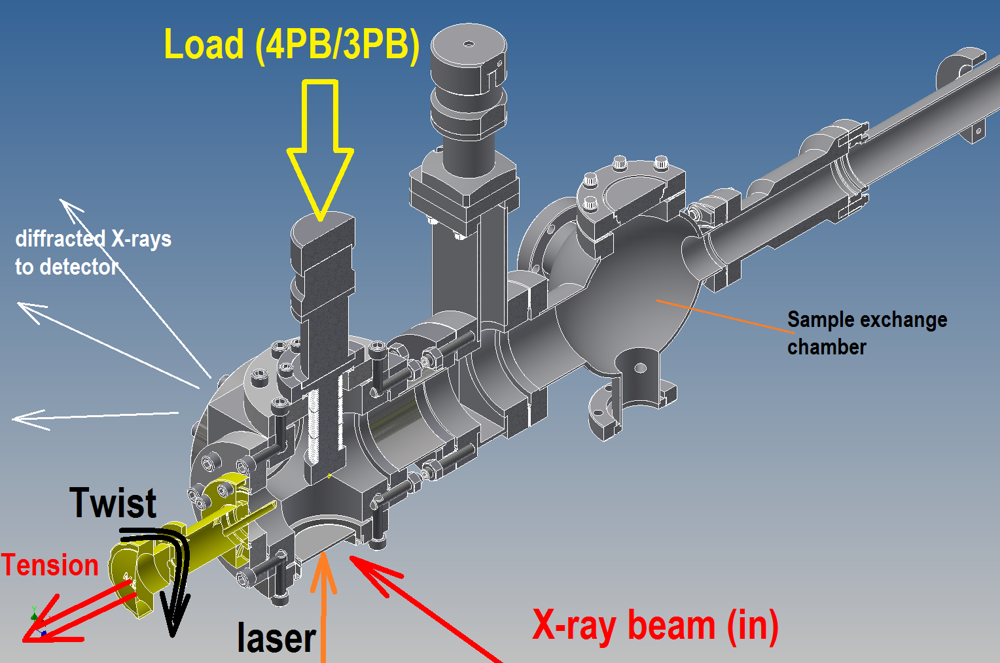 Load (4PB/3PB)
diffracted X-rays
to detector
Sample exchange
chamber
Twist
Tension
Y
laser
X-ray beam (in)